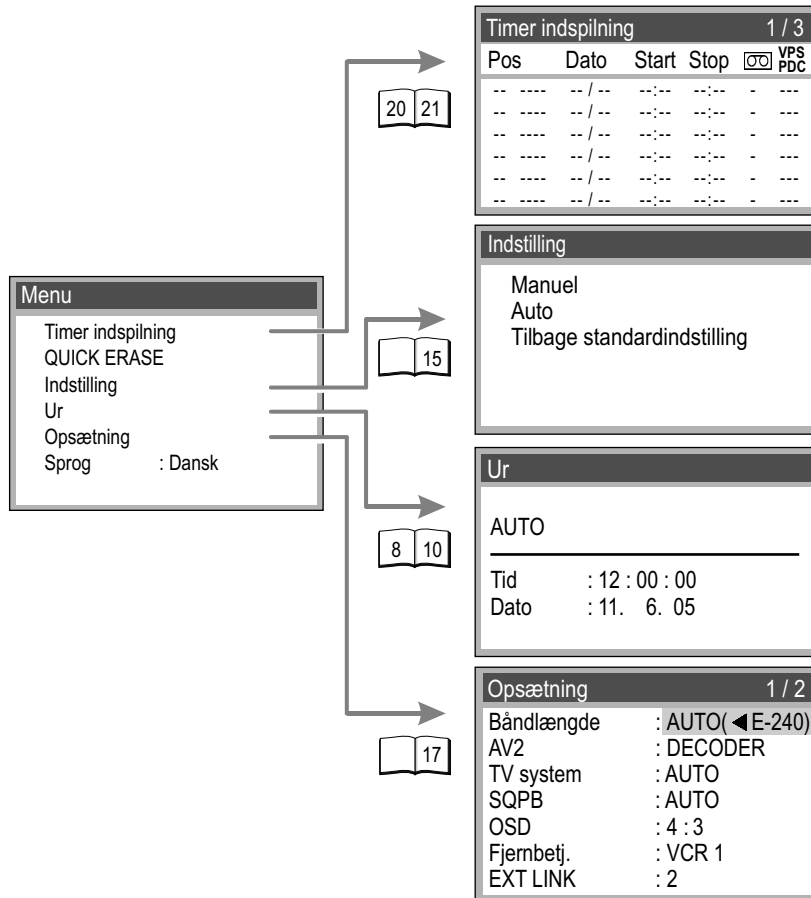 Menu
Timer indspilning
QUICK ERASE
Indstilling
Ur
Opsætning
Sprog : Dansk
20 21
Timer indspilning 1 / 3
Pos Dato Start Stop VPS PDC
-- ---- -- / -- --:-- --:-- - ---
-- ---- -- / -- --:-- --:-- - ---
-- ---- -- / -- --:-- --:-- - ---
-- ---- -- / -- --:-- --:-- - ---
-- ---- -- / -- --:-- --:-- - ---
-- ---- -- / -- --:-- --:-- - ---
15
Indstilling
Manuel
Auto
Tilbage standardindstilling
8 10
Ur
AUTO
Tid : 12 : 00 : 00
Dato : 11. 6. 05
17
Opsætning 1 / 2
Båndlængde : AUTO( ◀E-240)
AV2 : DECODER
TV system : AUTO
SQPB : AUTO
OSD : 4 : 3
Fjernbetj. : VCR 1
EXT LINK : 2